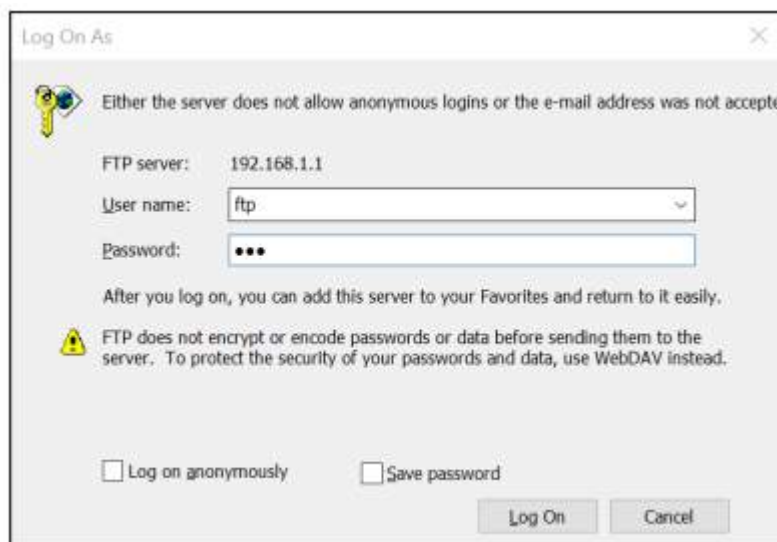 Log On As
Either the server does not allow anonymous logins or the e-mail address was not accepte
FTP server: 192.168.1.1
User name: ftp
Password: •••
After you log on, you can add this server to your Favorites and return to it easily.
FTP does not encrypt or encode passwords or data before sending them to the
server. To protect the security of your passwords and data, use WebDAV instead.
Log on anonymously Save password
Log On Cancel